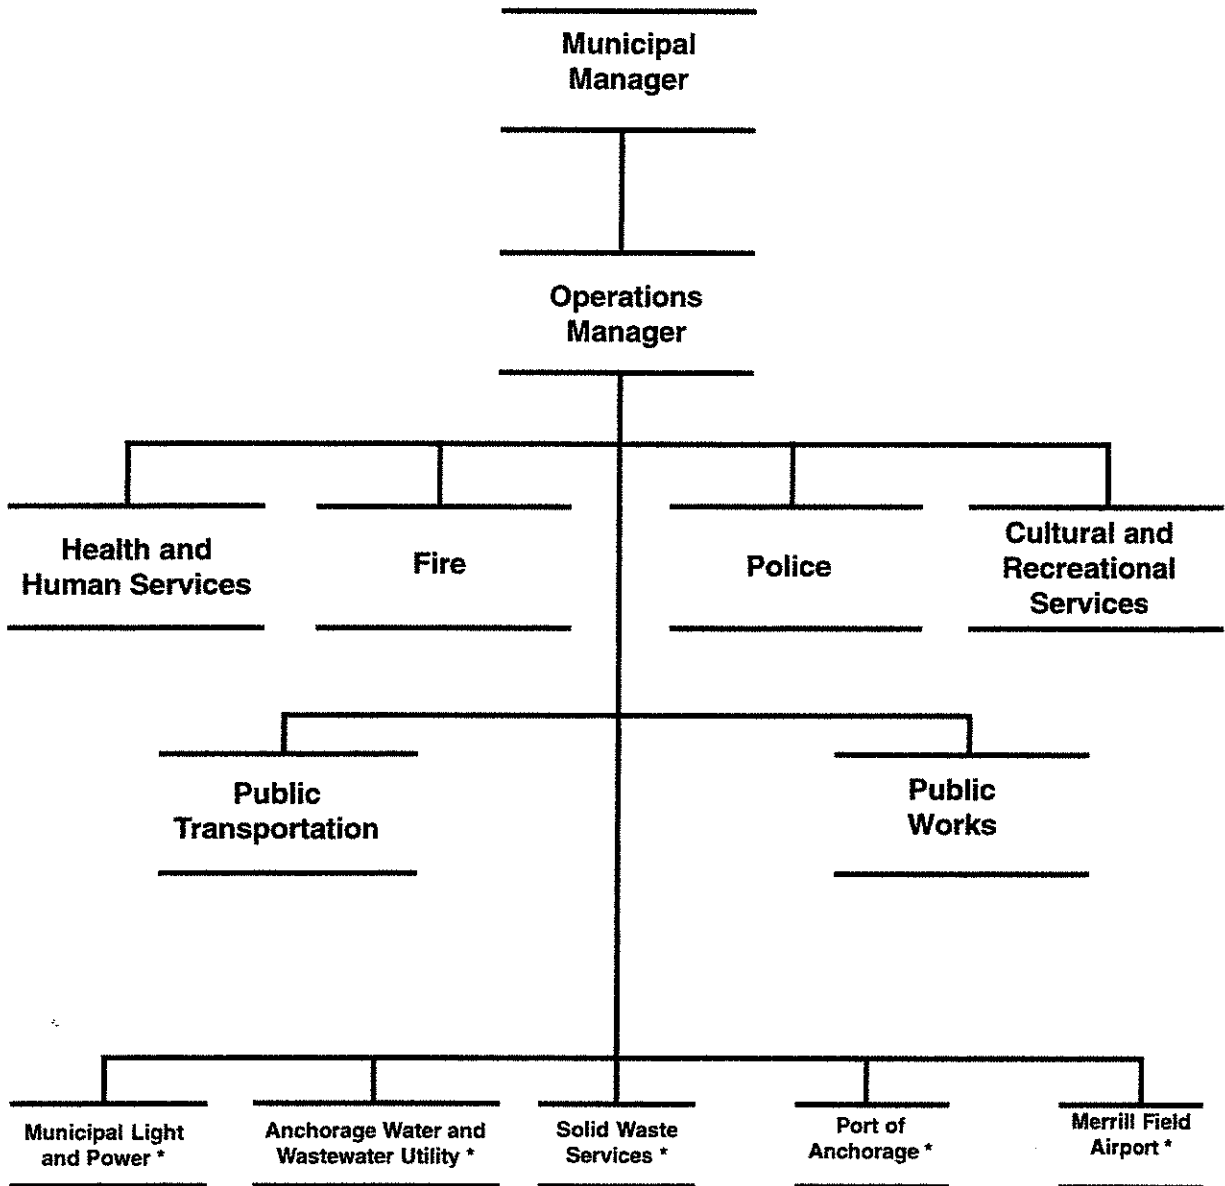 Municipal
Manager
Operations
Manager
Health and
Human Services
Fire
Police
Cultural and
Recreational
Services
Public
Transportation
Public
Works
Municipal Light
and Power *
Anchorage Water and
Wastewater Utility *
Solid Waste
Services *
Port of
Anchorage *
Merrill Field
Airport *